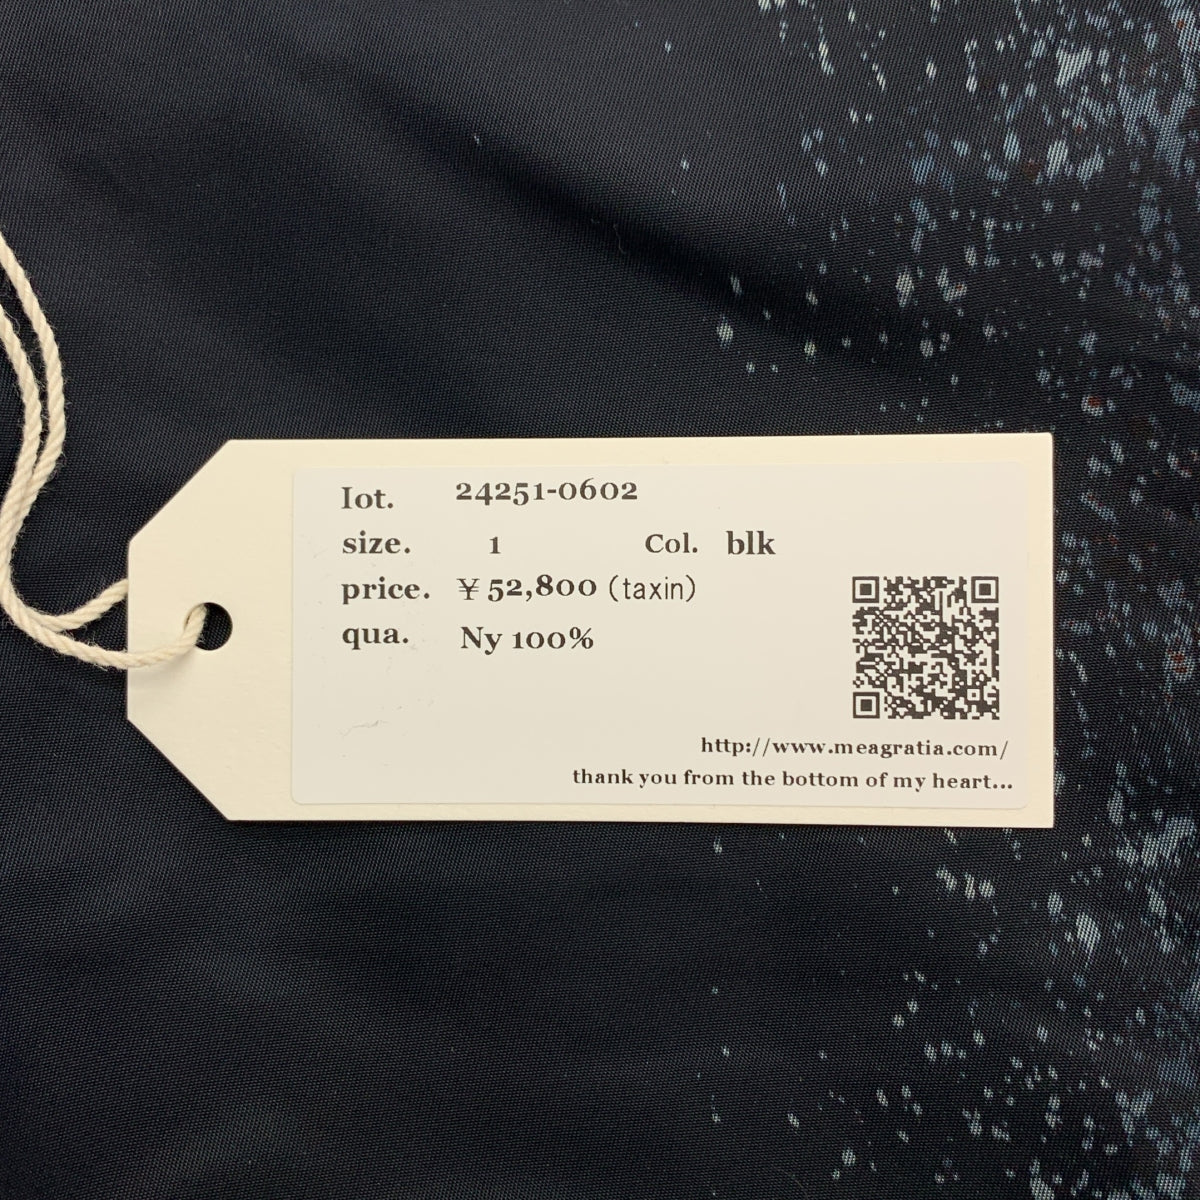 Iot. 24251-0602
size. 1 Col. blk
price. ¥52,800 (taxin)
qua. Ny 100%
http://www.meagratia.com/
thank you from the bottom of my heart...